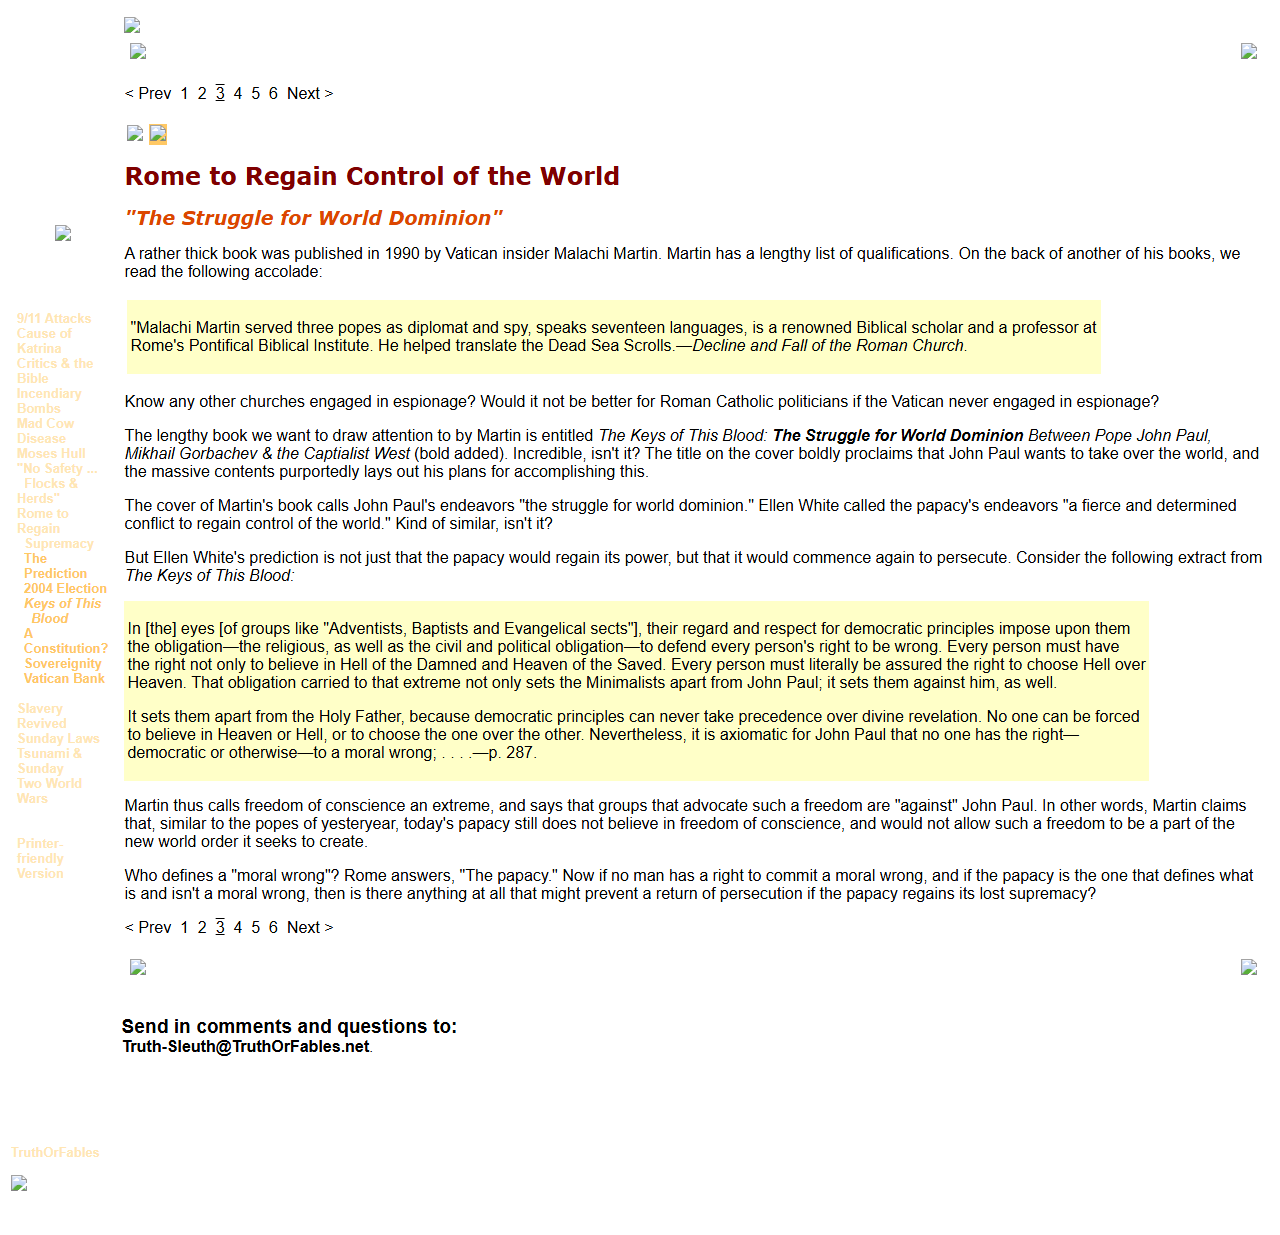 < Prev 1 2 3 4 5 6 Next >
Rome to Regain Control of the World
"The Struggle for World Dominion"
A rather thick book was published in 1990 by Vatican insider Malachi Martin. Martin has a lengthy list of qualifications. On the back of another of his books, we
read the following accolade:
"Malachi Martin served three popes as diplomat and spy, speaks seventeen languages, is a renowned Biblical scholar and a professor at
Rome's Pontifical Biblical Institute. He helped translate the Dead Sea Scrolls.—Decline and Fall of the Roman Church.
Know any other churches engaged in espionage? Would it not be better for Roman Catholic politicians if the Vatican never engaged in espionage?
The lengthy book we want to draw attention to by Martin is entitled The Keys of This Blood: The Struggle for World Dominion Between Pope John Paul,
Mikhail Gorbachev & the Captialist West (bold added). Incredible, isn't it? The title on the cover boldly proclaims that John Paul wants to take over the world, and
the massive contents purportedly lays out his plans for accomplishing this.
The cover of Martin's book calls John Paul's endeavors "the struggle for world dominion." Ellen White called the papacy's endeavors "a fierce and determined
conflict to regain control of the world." Kind of similar, isn't it?
But Ellen White's prediction is not just that the papacy would regain its power, but that it would commence again to persecute. Consider the following extract from
The Keys of This Blood:
In [the] eyes [of groups like "Adventists, Baptists and Evangelical sects"], their regard and respect for democratic principles impose upon them
the obligation—the religious, as well as the civil and political obligation—to defend every person's right to be wrong. Every person must have
the right not only to believe in Hell of the Damned and Heaven of the Saved. Every person must literally be assured the right to choose Hell over
Heaven. That obligation carried to that extreme not only sets the Minimalists apart from John Paul; it sets them against him, as well.
It sets them apart from the Holy Father, because democratic principles can never take precedence over divine revelation. No one can be forced
to believe in Heaven or Hell, or to choose the one over the other. Nevertheless, it is axiomatic for John Paul that no one has the right—
democratic or otherwise—to a moral wrong; . . . .—p. 287.
Martin thus calls freedom of conscience an extreme, and says that groups that advocate such a freedom are "against" John Paul. In other words, Martin claims
that, similar to the popes of yesteryear, today's papacy still does not believe in freedom of conscience, and would not allow such a freedom to be a part of the
new world order it seeks to create.
Who defines a "moral wrong"? Rome answers, "The papacy." Now if no man has a right to commit a moral wrong, and if the papacy is the one that defines what
is and isn't a moral wrong, then is there anything at all that might prevent a return of persecution if the papacy regains its lost supremacy?
< Prev 1 2 3 4 5 6 Next >
Send in comments and questions to:
Truth-Sleuth@TruthOrFables.net.
9/11 Attacks
Cause of
Katrina
Critics & the
Bible
Incendiary
Bombs
Mad Cow
Disease
Moses Hull
"No Safety ...
Flocks &
Herds"
Rome to
Regain
Supremacy
The
Prediction
2004 Election
Keys of This
Blood
A
Constitution?
Sovereignity
Vatican Bank
Slavery
Revived
Sunday Laws
Tsunami &
Sunday
Two World
Wars
Printer-
friendly
Version
TruthOrFables